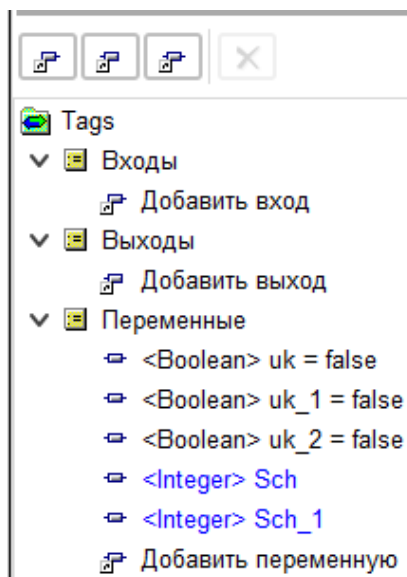 Tags
Входы
Добавить вход
Выходы
Добавить выход
Переменные
<Boolean> uk = false
<Boolean> uk_1 = false
<Boolean> uk_2 = false
<Integer> Sch
<Integer> Sch_1
Добавить переменную